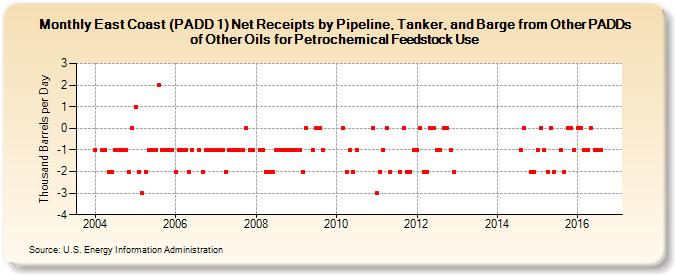 Monthly East Coast (PADD 1) Net Receipts by Pipeline, Tanker, and Barge from Other PADDs
of Other Oils for Petrochemical Feedstock Use
Thousand Barrels per Day
3
2
1
0
-1
-2
-3
-4
2004 2006 2008 2010 2012 2014 2016
Source: U.S. Energy Information Administration